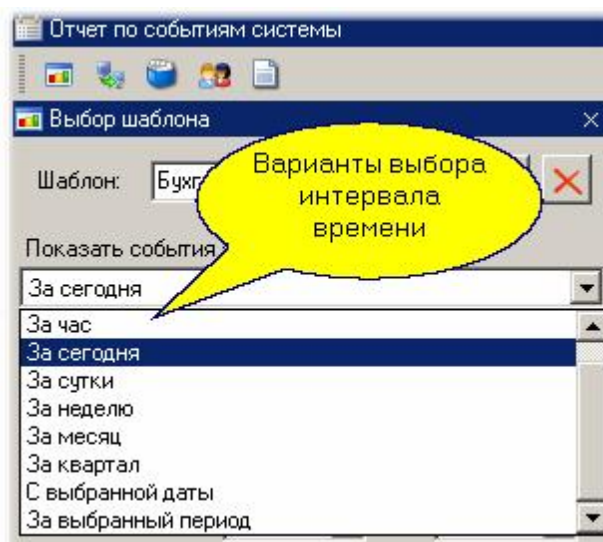 Отчет по событиям системы
Выбор шаблона
Варианты выбора
интервала
времени
Шаблон:
Показать события
За сегодня
За час
За сегодня
За сутки
За неделю
За месяц
За квартал
С выбранной даты
За выбранный период